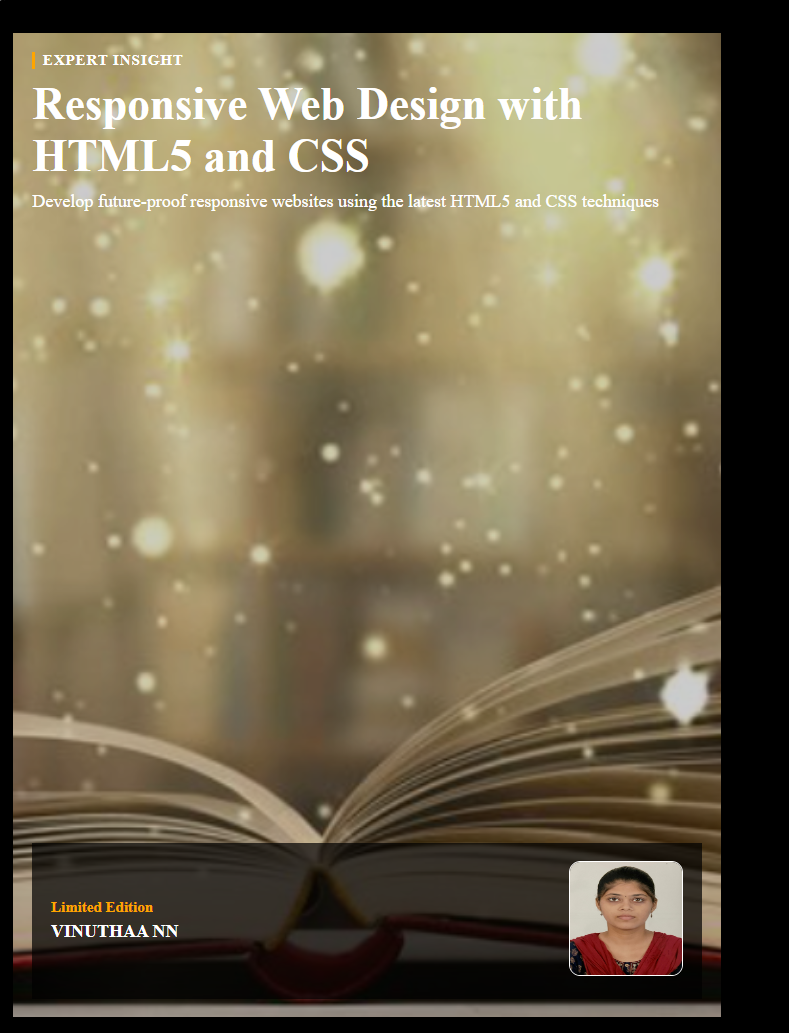 EXPERT INSIGHT
Responsive Web Design with
HTML5 and CSS
Develop future-proof responsive websites using the latest HTML5 and CSS techniques
Limited Edition
VINUTHAA NN